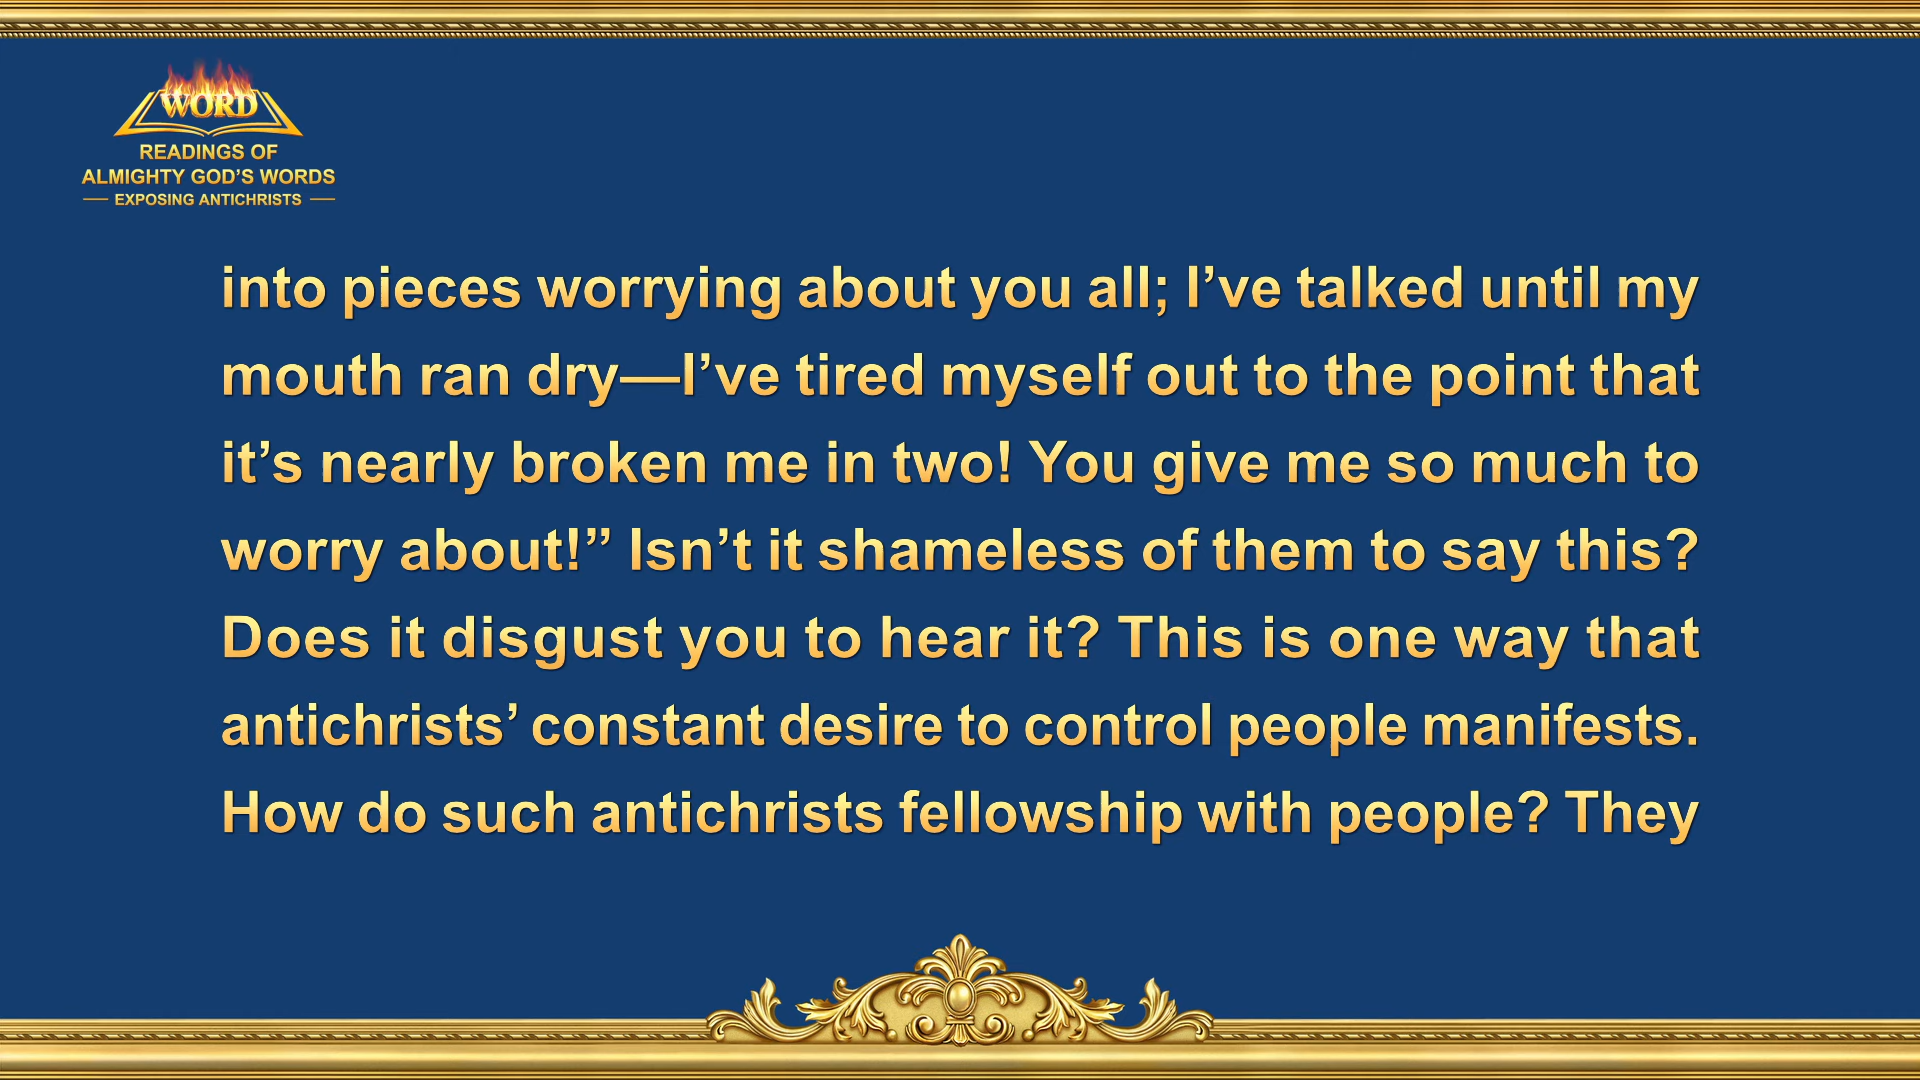 WORD
READINGS OF
ALMIGHTY GOD’S WORDS
EXPOSING ANTICHRISTS
into pieces worrying about you all; I’ve talked until my
mouth ran dry—I’ve tired myself out to the point that
it’s nearly broken me in two! You give me so much to
worry about!” Isn’t it shameless of them to say this?
Does it disgust you to hear it? This is one way that
antichrists’ constant desire to control people manifests.
How do such antichrists fellowship with people? They